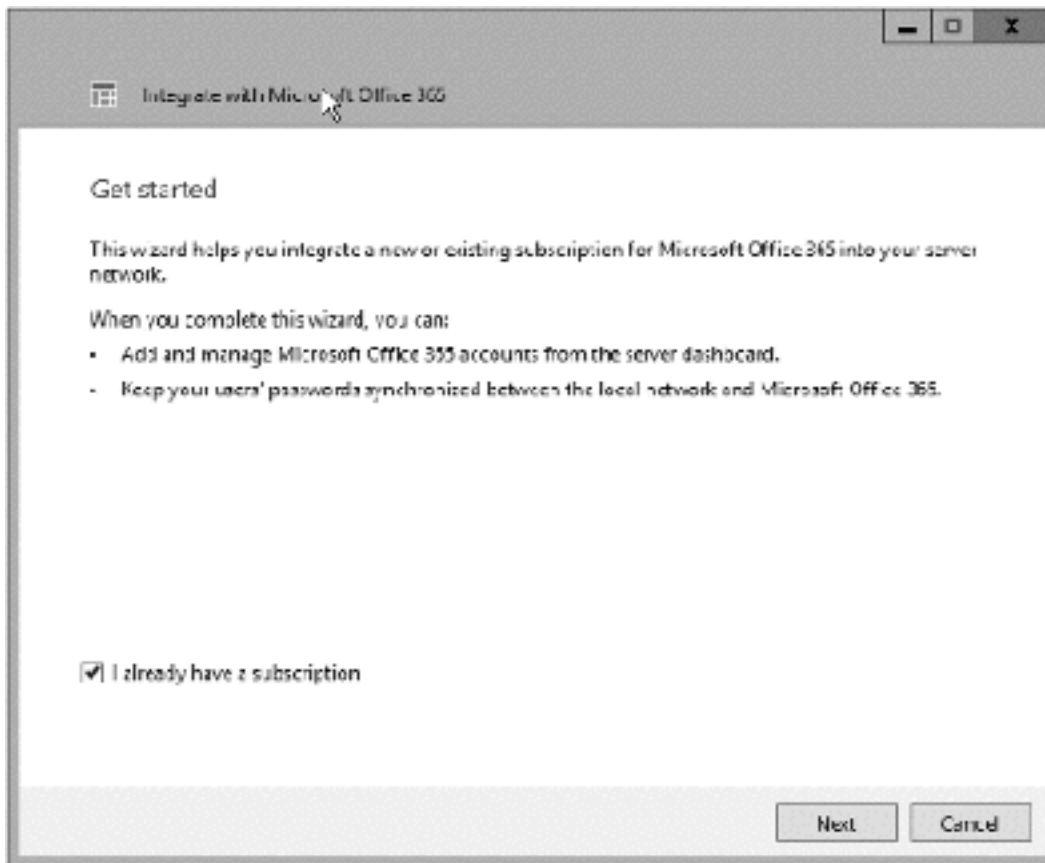 Integrate with Microsoft Office 365
Get started
This wizard helps you integrate a new or existing subscription for Microsoft Office 365 into your server
network.
When you complete this wizard, you can:
• Add and manage Microsoft Office 365 accounts from the server dashboard.
• Keep your users' passwords synchronized between the local network and Microsoft Office 365.
I already have a subscription
Next Cancel